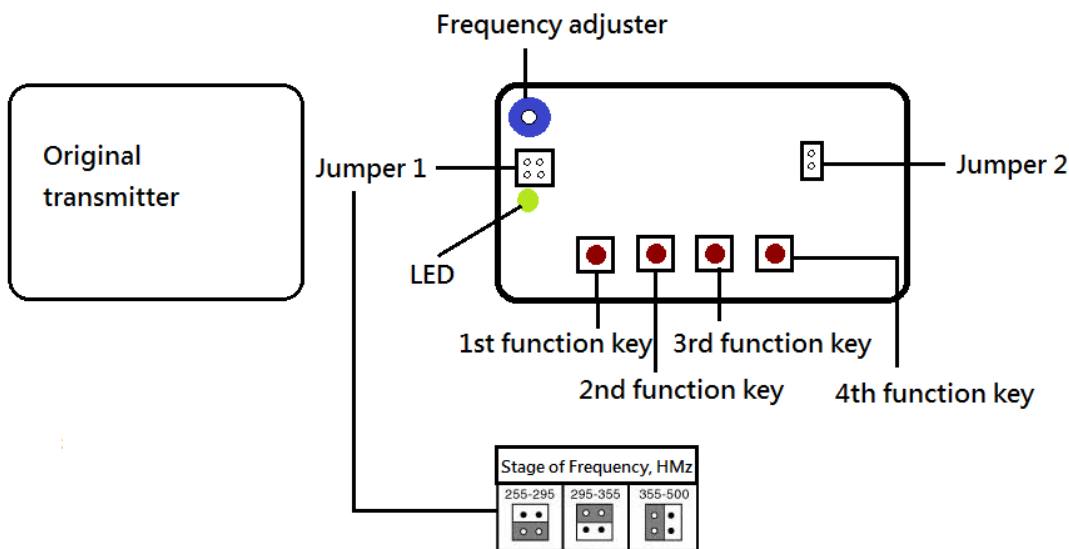 Frequency adjuster
Original
transmitter
Jumper 1
Jumper 2
LED
1st function key
3rd function key
2nd function key
4th function key
Stage of Frequency, HMz
255-295
295-355
355-500